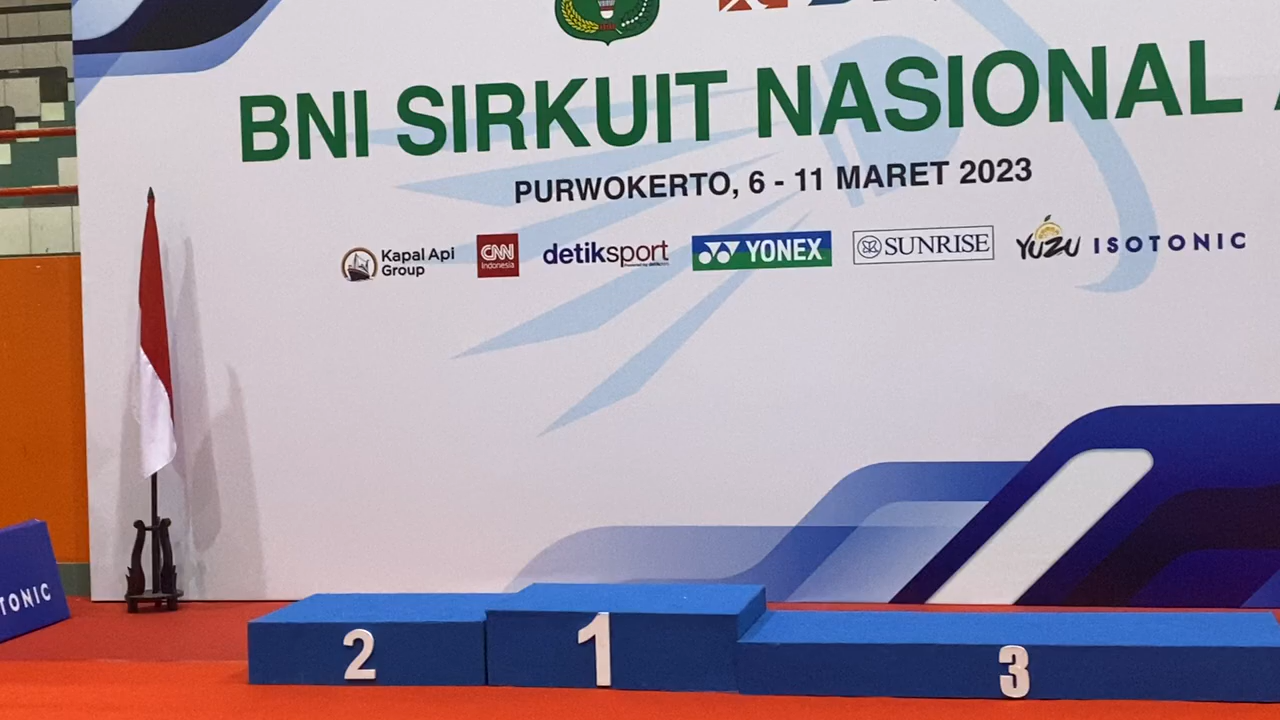 BNI SIRKUIT NASIONAL
PURWOKERTO, 6 - 11 MARET 2023
Kapal Api Group
CNN Indonesia
detiksport
YONEX
SUNRISE
YUZU ISOTONIC
TONIC
2
1
3